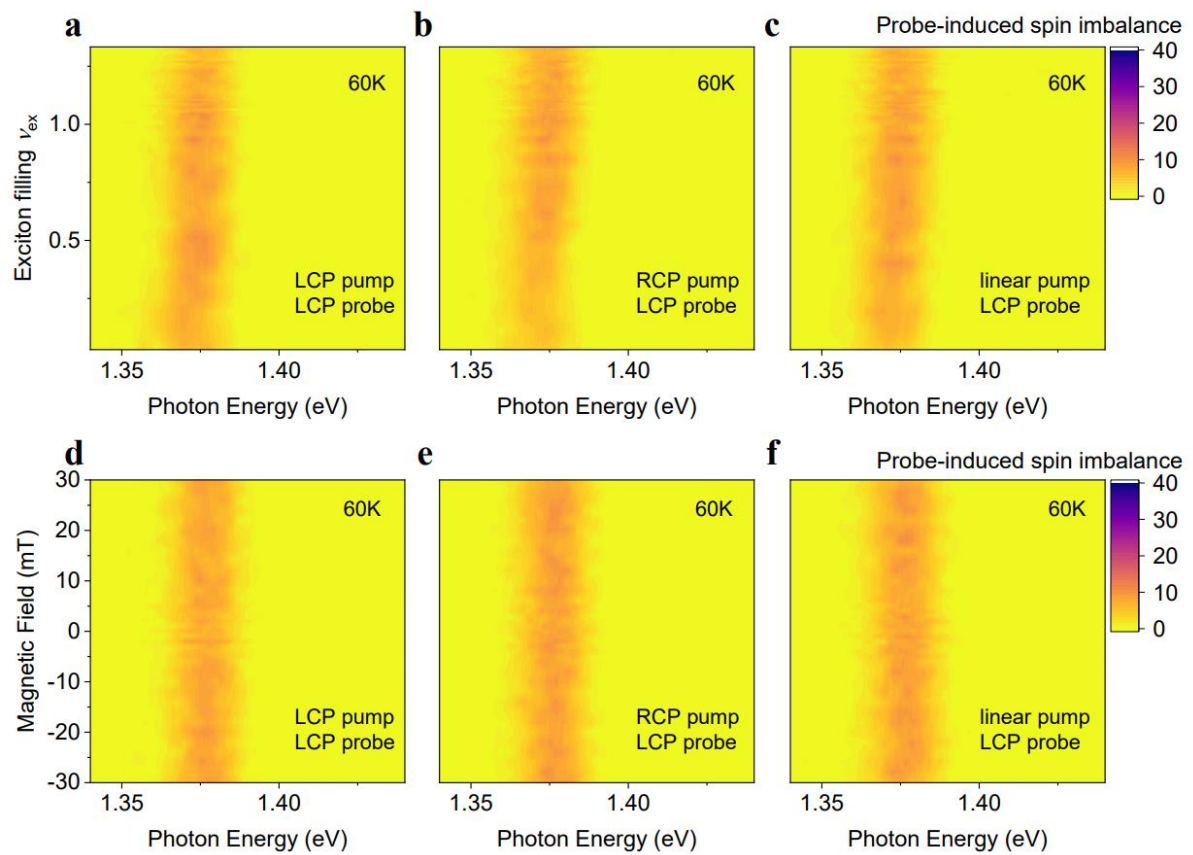 a
b
c
Probe-induced spin imbalance
60K
60K
60K
40
30
20
10
0
Exciton filling νex
1.0
0.5
LCP pump
LCP probe
RCP pump
LCP probe
linear pump
LCP probe
1.35
1.40
1.35
1.40
1.35
1.40
Photon Energy (eV)
Photon Energy (eV)
Photon Energy (eV)
d
e
f
Probe-induced spin imbalance
60K
60K
60K
40
30
20
10
0
Magnetic Field (mT)
30
20
10
0
-10
-20
-30
LCP pump
LCP probe
RCP pump
LCP probe
linear pump
LCP probe
1.35
1.40
1.35
1.40
1.35
1.40
Photon Energy (eV)
Photon Energy (eV)
Photon Energy (eV)